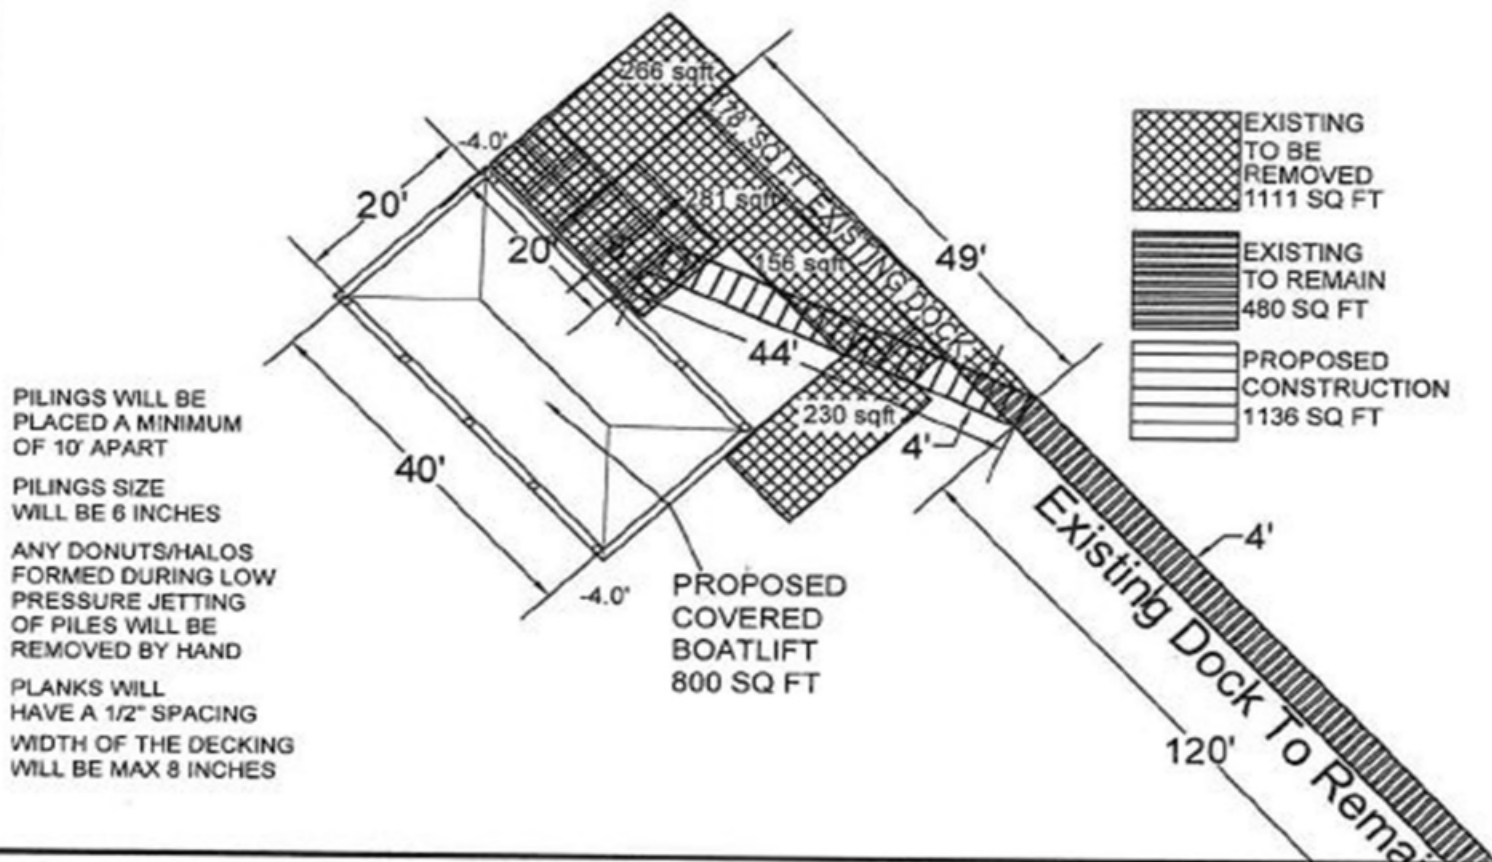 266 sqft
178' SQ FT EXISTING DOCK
-4.0'
20'
281 sqft
20'
156 sqft
49'
44'
230 sqft
4'
40'
-4.0'
EXISTING
TO BE
REMOVED
1111 SQ FT
EXISTING
TO REMAIN
480 SQ FT
PROPOSED
CONSTRUCTION
1136 SQ FT
PILINGS WILL BE
PLACED A MINIMUM
OF 10' APART
PILINGS SIZE
WILL BE 6 INCHES
ANY DONUTS/HALOS
FORMED DURING LOW
PRESSURE JETTING
OF PILES WILL BE
REMOVED BY HAND
PLANKS WILL
HAVE A 1/2" SPACING
WIDTH OF THE DECKING
WILL BE MAX 8 INCHES
PROPOSED
COVERED
BOATLIFT
800 SQ FT
4'
120'
Existing Dock To Remai